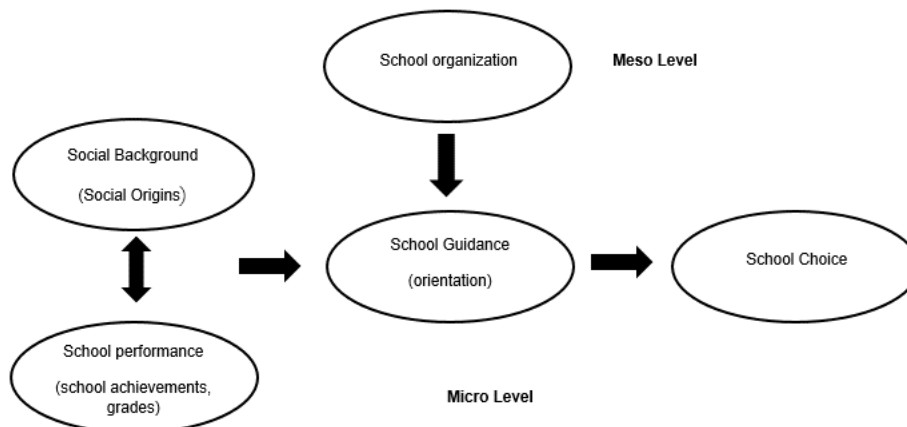 School organization
Meso Level
Social Background
(Social Origins)
School Guidance
(orientation)
School Choice
School performance
(school achievements,
grades)
Micro Level